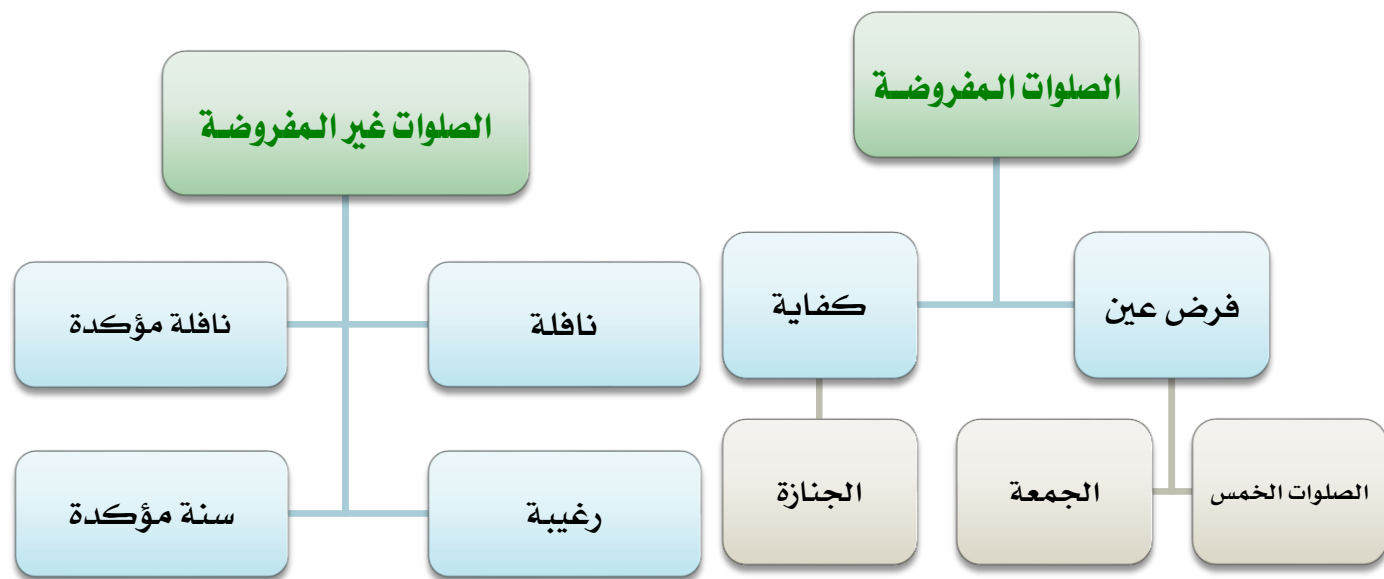 الصلوات المفروضة
فرض عين
كفاية
الصلوات الخمس
الجمعة
الجنازة
الصلوات غير المفروضة
نافلة
نافلة مؤكدة
رغيبة
سنة مؤكدة